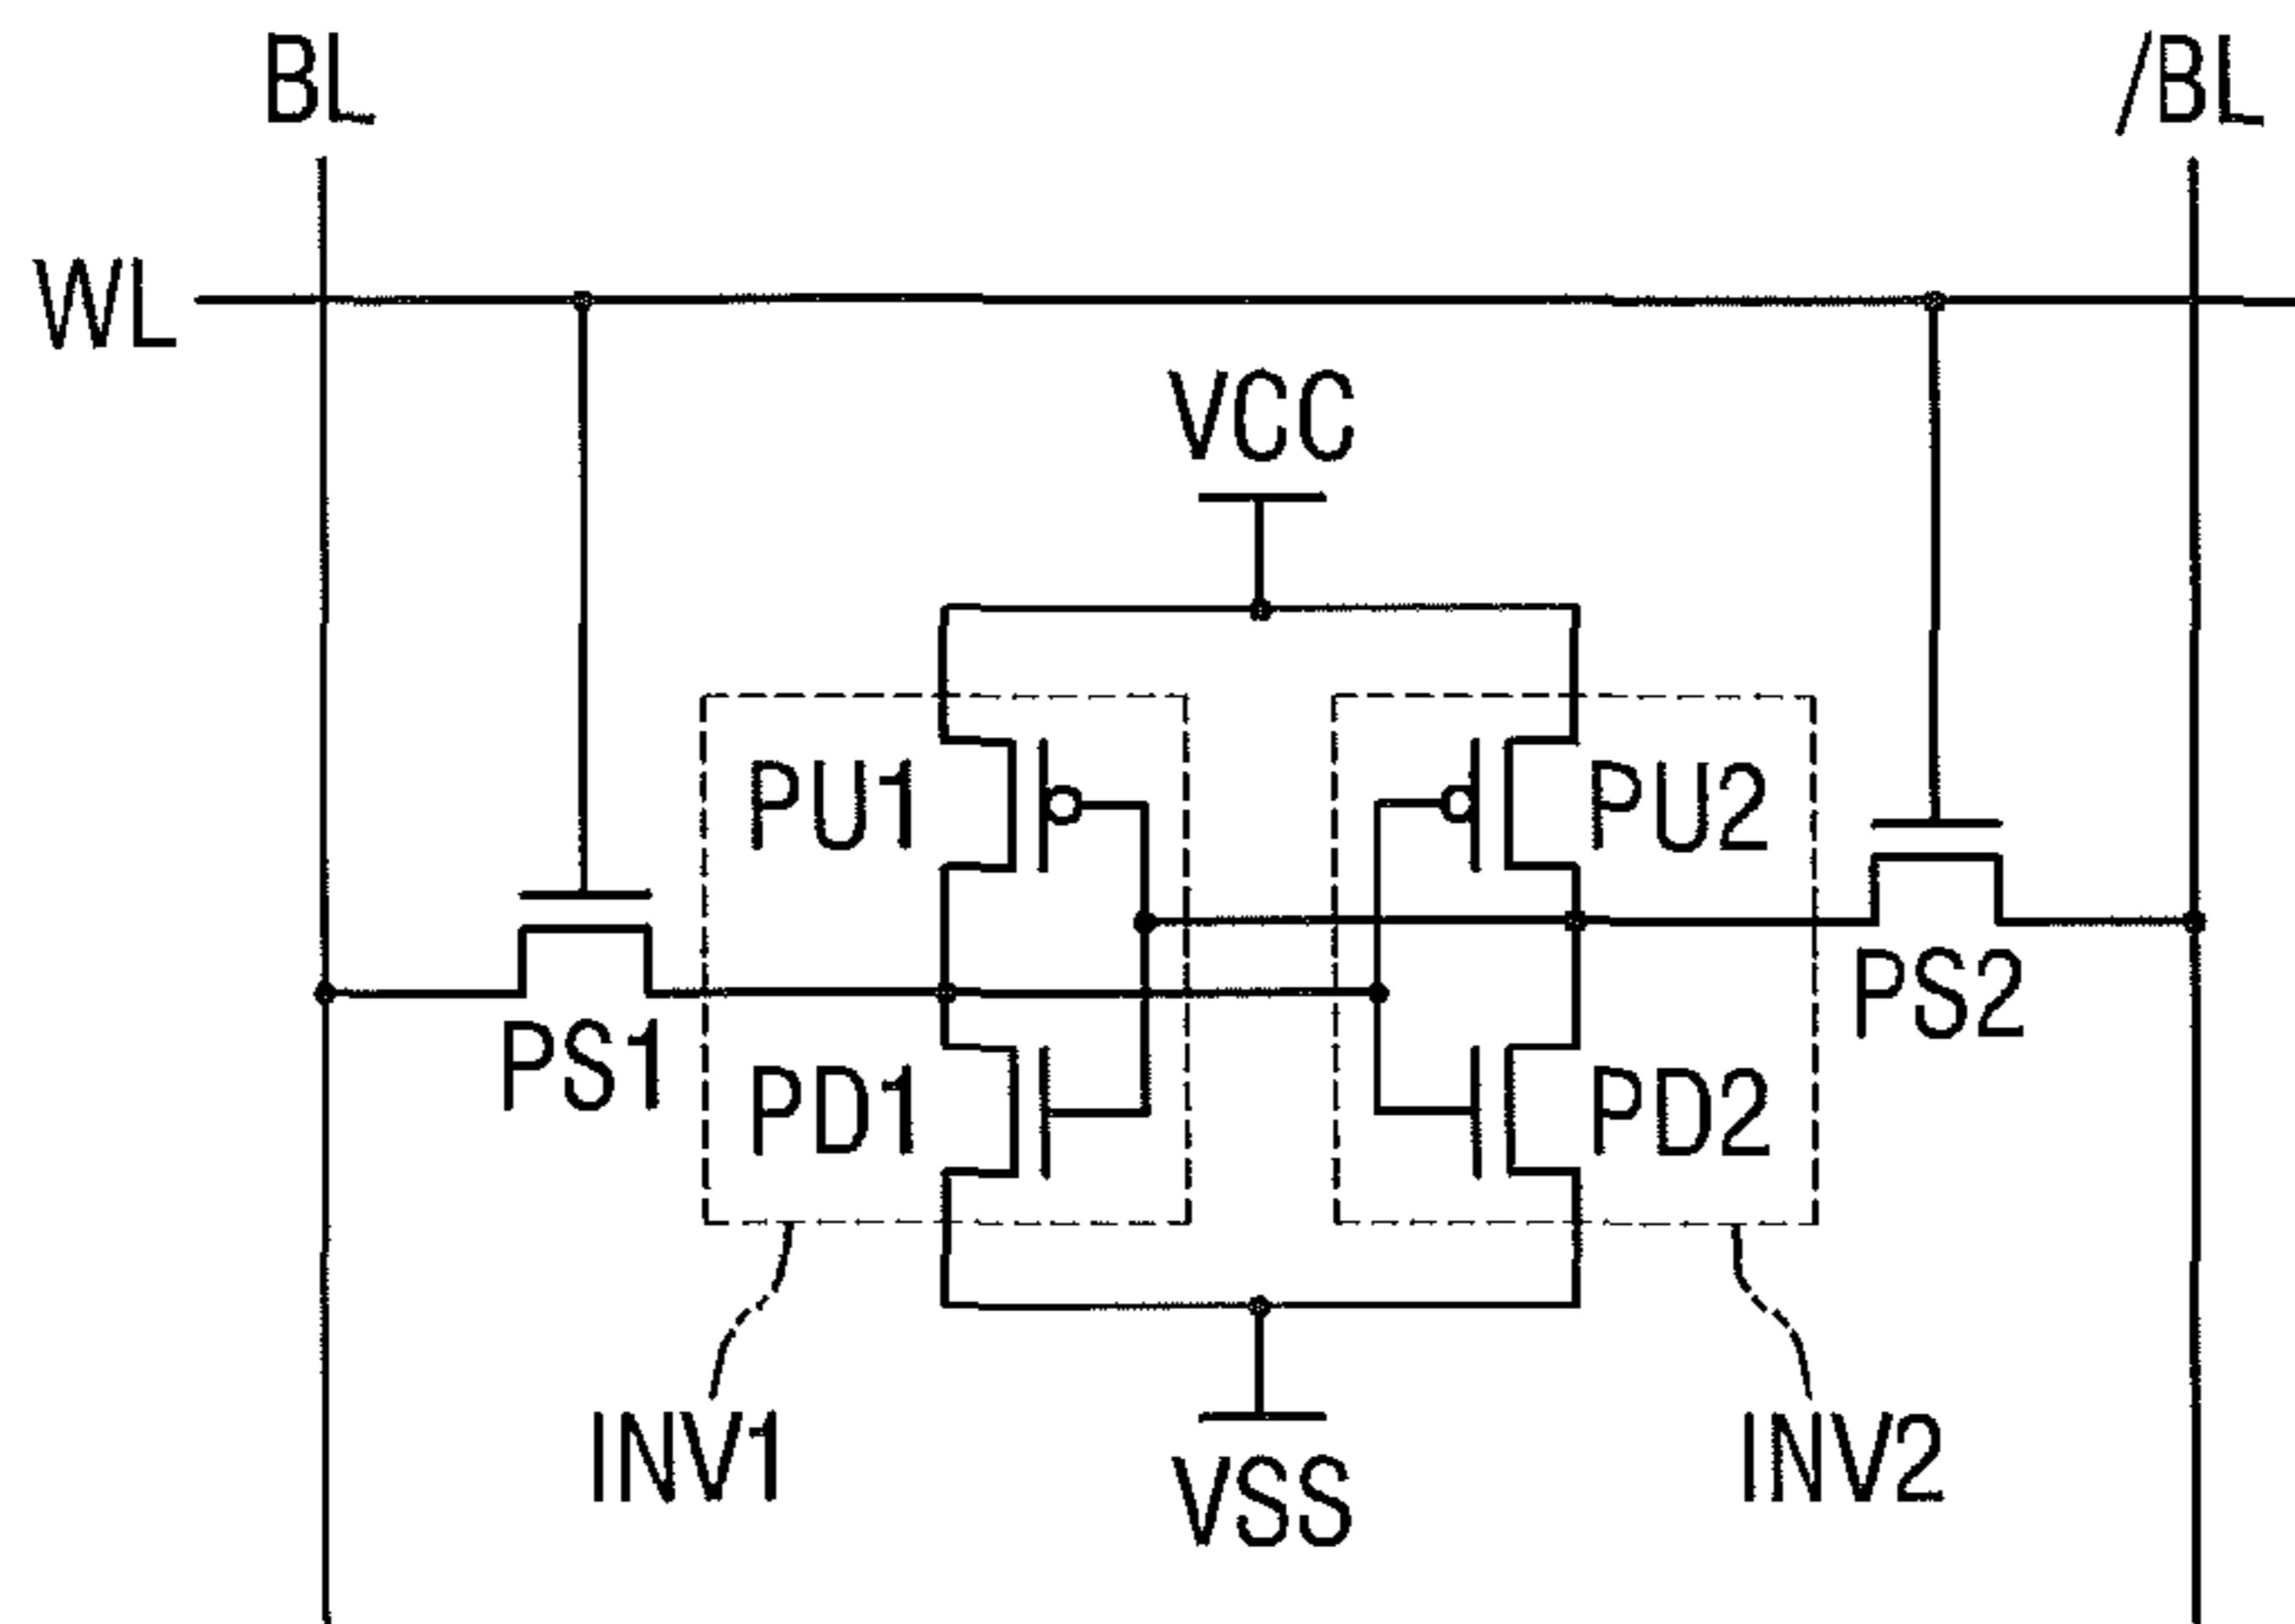 BL
/BL
WL
VCC
PU1
PU2
PS1
PS2
PD1
PD2
INV1
INV2
VSS